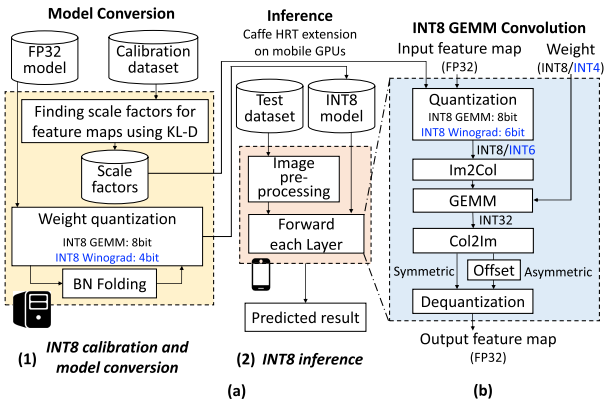 Model Conversion
FP32
model
Calibration
dataset
Finding scale factors for
feature maps using KL-D
Scale
factors
Weight quantization
INT8 GEMM: 8bit
INT8 Winograd: 4bit
BN Folding
(1) INT8 calibration and
model conversion
Inference
Caffe HRT extension
on mobile GPUs
Test
dataset
INT8
model
Image
pre-
processing
Forward
each Layer
Predicted result
(2) INT8 inference
(a)
INT8 GEMM Convolution
Input feature map
(FP32)
Weight
(INT8/INT4)
Quantization
INT8 GEMM: 8bit
INT8 Winograd: 6bit
INT8/INT6
Im2Col
GEMM
INT32
Col2Im
Symmetric
Offset
Asymmetric
Dequantization
Output feature map
(FP32)
(b)